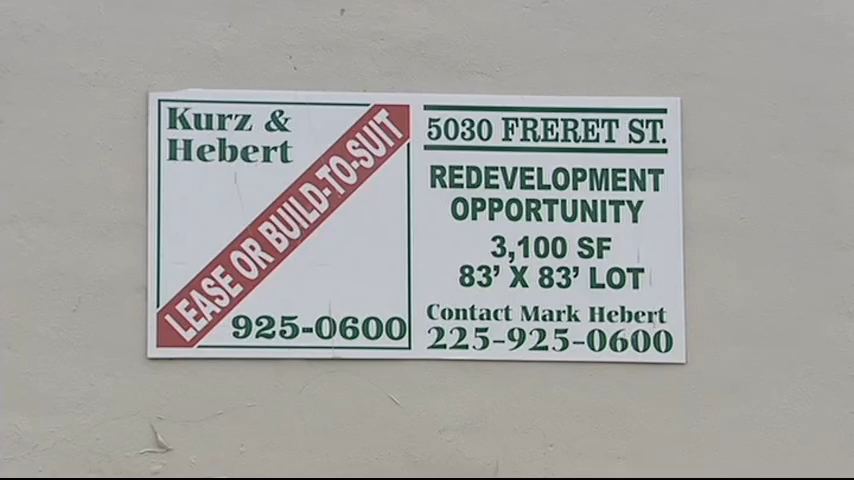 Kurz &
Hebert
LEASE OR BUILD-TO-SUIT
925-0600
5030 FRERET ST.
REDEVELOPMENT
OPPORTUNITY
3,100 SF
83' X 83' LOT
Contact Mark Hebert
225-925-0600